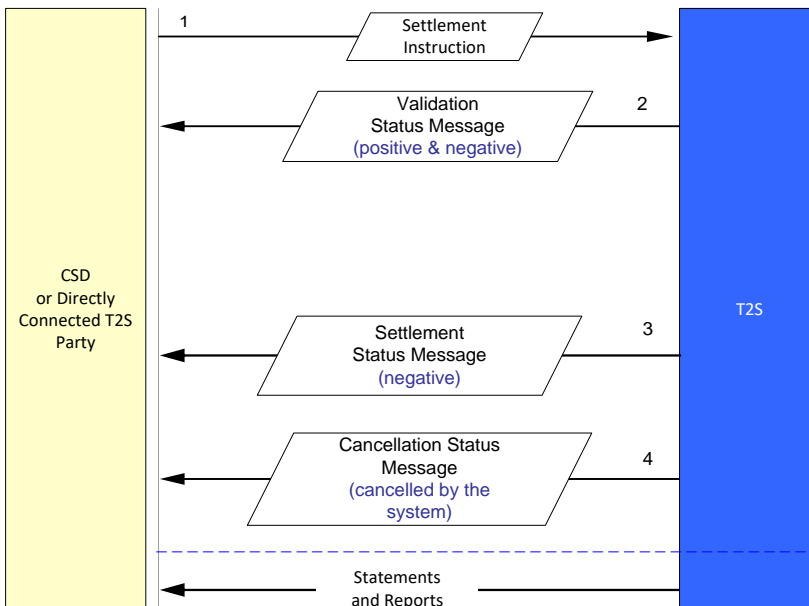 1
Settlement
Instruction
Validation
Status Message
(positive & negative)
2
CSD
or Directly
Connected T2S
Party
T2S
Settlement
Status Message
(negative)
3
Cancellation Status
Message
(cancelled by the
system)
4
Statements
and Reports